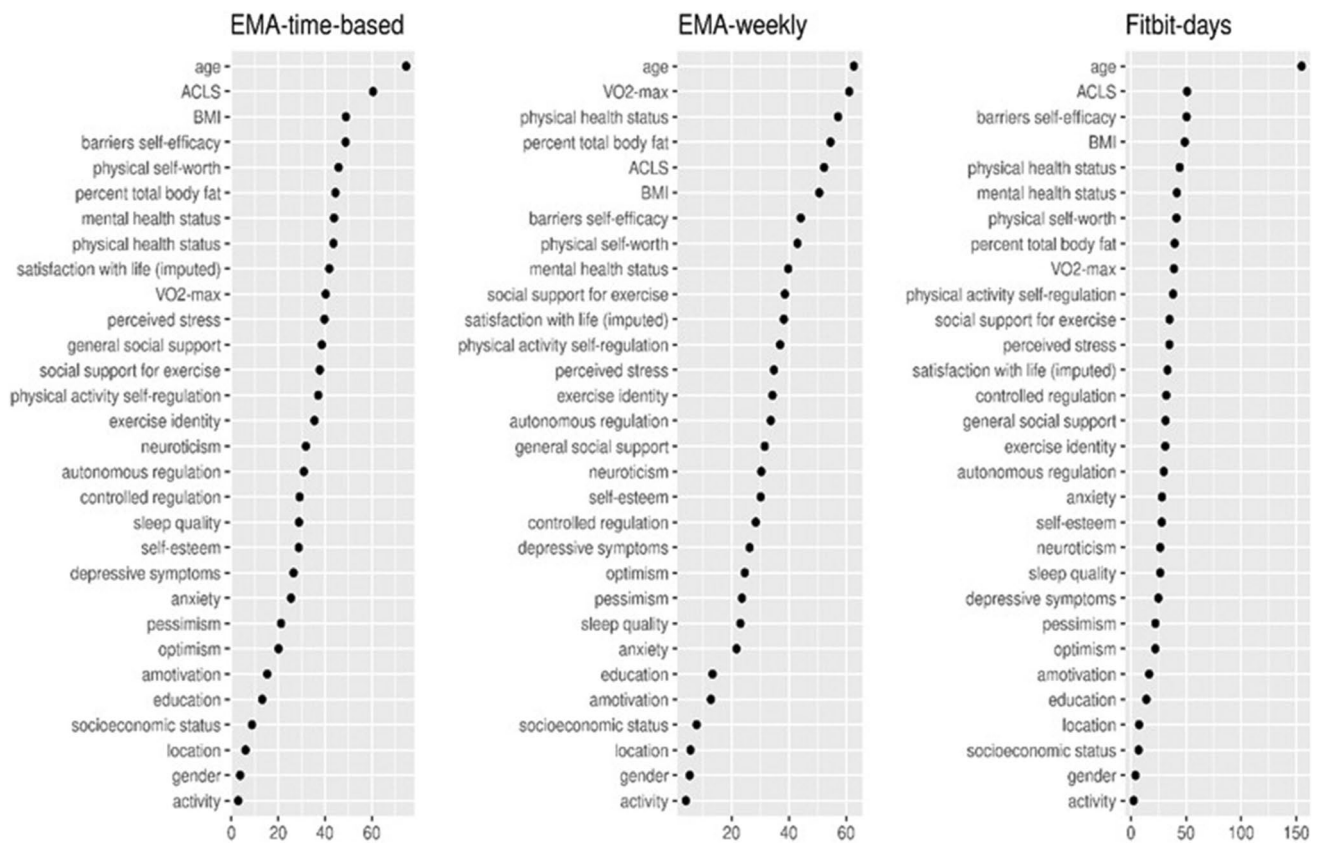 EMA-time-based
age
ACLS
BMI
barriers self-efficacy
physical self-worth
percent total body fat
mental health status
physical health status
satisfaction with life (imputed)
VO2-max
perceived stress
general social support
social support for exercise
physical activity self-regulation
exercise identity
neuroticism
autonomous regulation
controlled regulation
sleep quality
self-esteem
depressive symptoms
anxiety
pessimism
optimism
amotivation
education
socioeconomic status
location
gender
activity
0 20 40 60
EMA-weekly
age
VO2-max
physical health status
percent total body fat
ACLS
BMI
barriers self-efficacy
physical self-worth
mental health status
social support for exercise
satisfaction with life (imputed)
physical activity self-regulation
perceived stress
exercise identity
autonomous regulation
general social support
neuroticism
self-esteem
controlled regulation
depressive symptoms
optimism
pessimism
sleep quality
anxiety
education
amotivation
socioeconomic status
location
gender
activity
20 40 60
Fitbit-days
age
ACLS
barriers self-efficacy
BMI
physical health status
mental health status
physical self-worth
percent total body fat
VO2-max
physical activity self-regulation
social support for exercise
perceived stress
satisfaction with life (imputed)
controlled regulation
general social support
exercise identity
autonomous regulation
anxiety
self-esteem
neuroticism
sleep quality
depressive symptoms
pessimism
optimism
amotivation
education
location
socioeconomic status
gender
activity
0 50 100 150